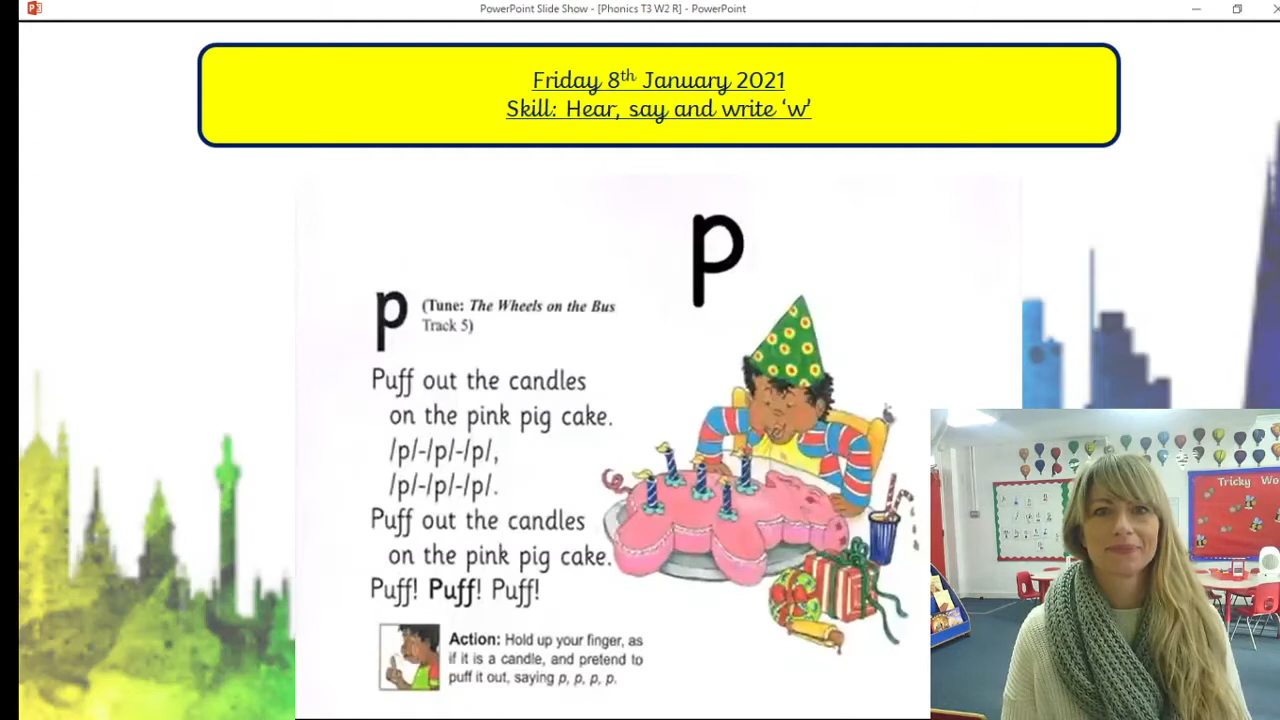 PowerPoint Slide Show - [Phonics T3 W2 R] - PowerPoint
Friday 8th January 2021
Skill: Hear, say and write ‘w’
p
p
(Tune: The Wheels on the Bus
Track 5)
Puff out the candles
on the pink pig cake.
/p/-/p/-/p/,
/p/-/p/-/p/.
Puff out the candles
on the pink pig cake.
Puff! Puff! Puff!
Action: Hold up your finger, as
if it is a candle, and pretend to
puff it out, saying p, p, p, p.
Tricky Wo